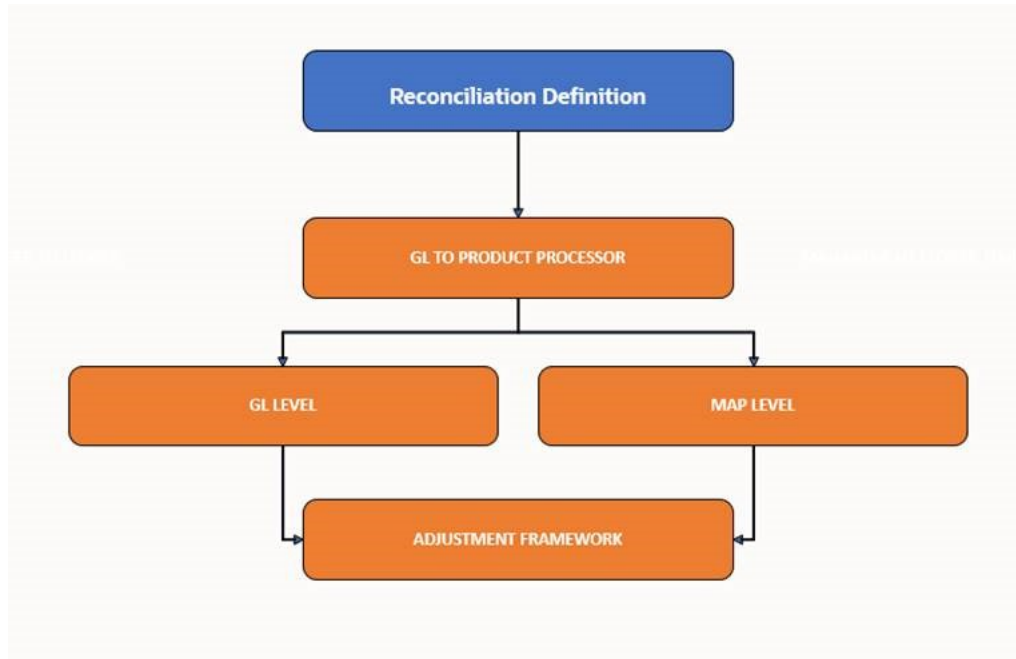 Reconciliation Definition
GL TO PRODUCT PROCESSOR
GL LEVEL
MAP LEVEL
ADJUSTMENT FRAMEWORK